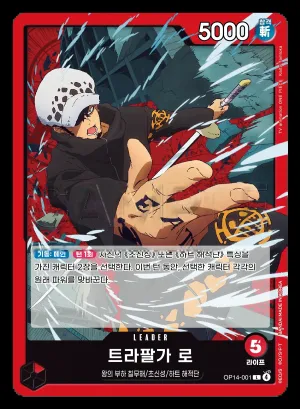 5000
참격
斬
기동: 메인 턴 1회 자신의 《초신성》 또는 《하트 해적단》 특징을
가진 캐릭터 2장을 선택한다. 이번 턴 동안, 선택한 캐릭터 각각의
원래 파워를 맞바꾼다.
LEADER
트라팔가 로
왕의 부하 칠무해/초신성/하트 해적단
5
라이프
OP14-001 L